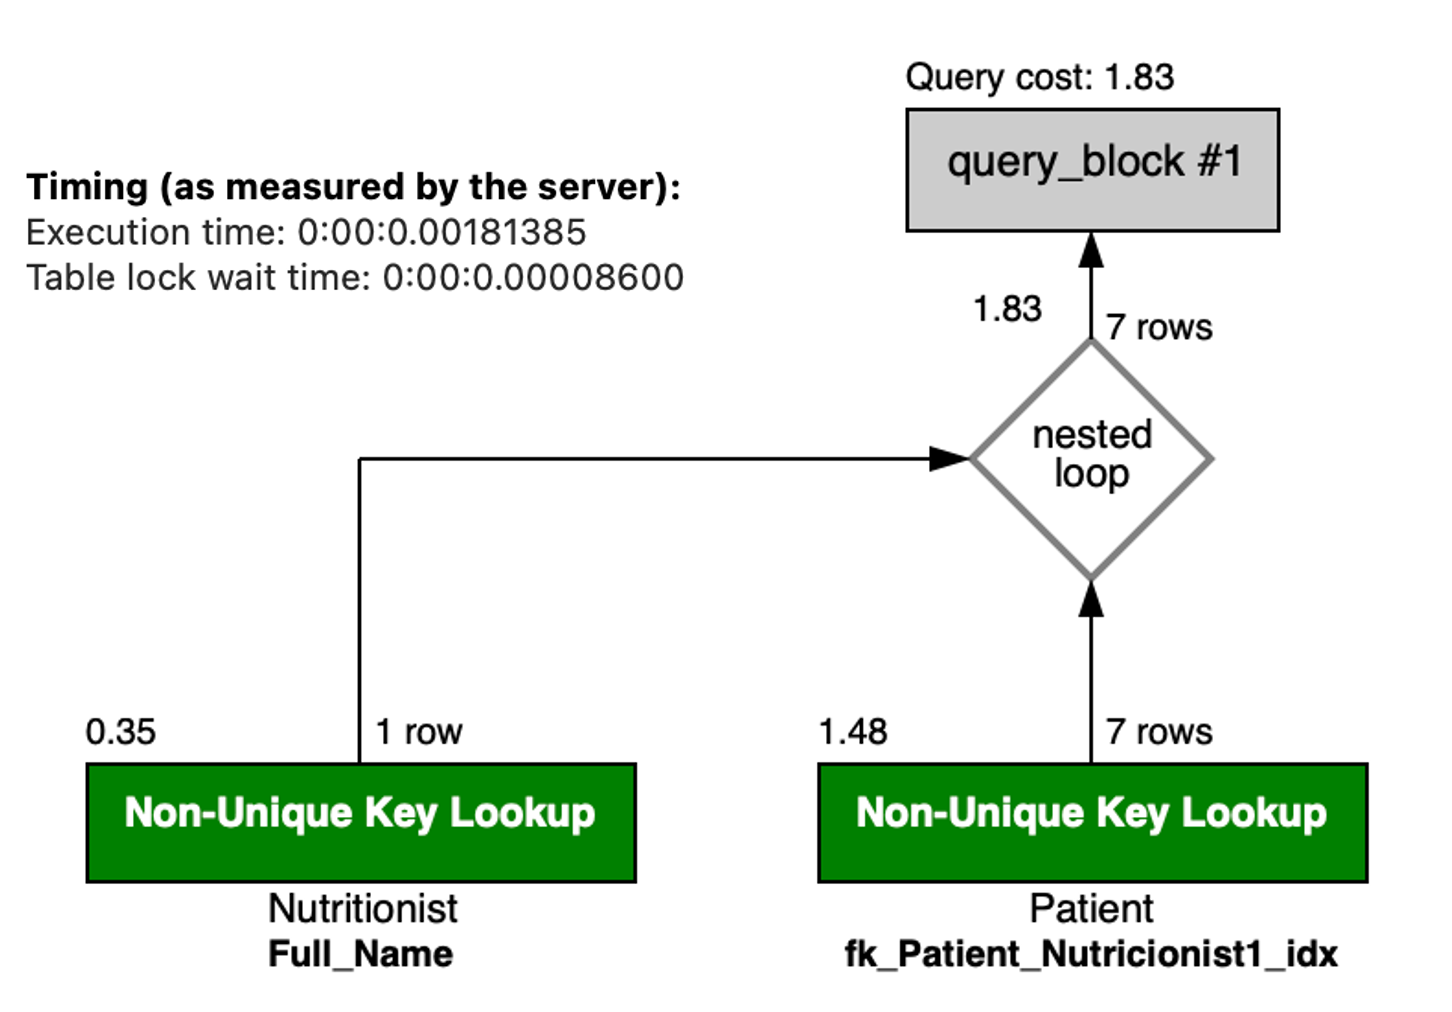 Query cost: 1.83
query_block #1
Timing (as measured by the server):
Execution time: 0:00:0.00181385
Table lock wait time: 0:00:0.00008600
1.83
7 rows
nested
loop
0.35
1 row
1.48
7 rows
Non-Unique Key Lookup
Non-Unique Key Lookup
Nutritionist
Full_Name
Patient
fk_Patient_Nutricionist1_idx